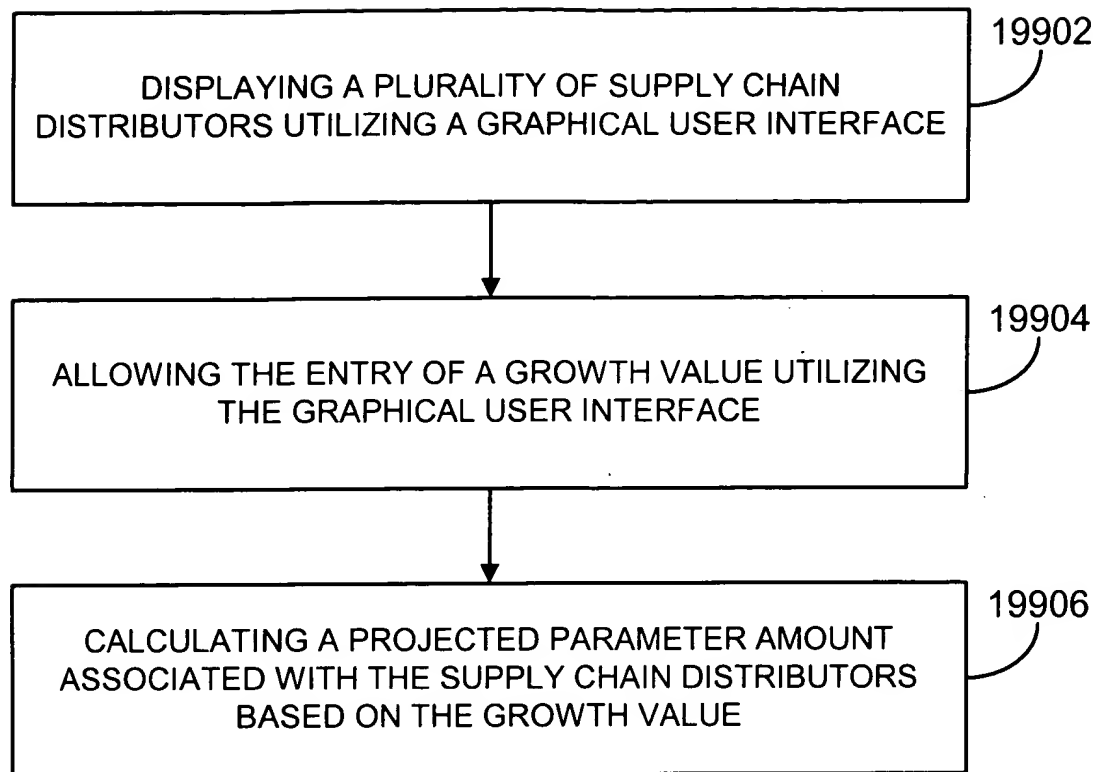 19902
DISPLAYING A PLURALITY OF SUPPLY CHAIN
DISTRIBUTORS UTILIZING A GRAPHICAL USER INTERFACE
19904
ALLOWING THE ENTRY OF A GROWTH VALUE UTILIZING
THE GRAPHICAL USER INTERFACE
19906
CALCULATING A PROJECTED PARAMETER AMOUNT
ASSOCIATED WITH THE SUPPLY CHAIN DISTRIBUTORS
BASED ON THE GROWTH VALUE